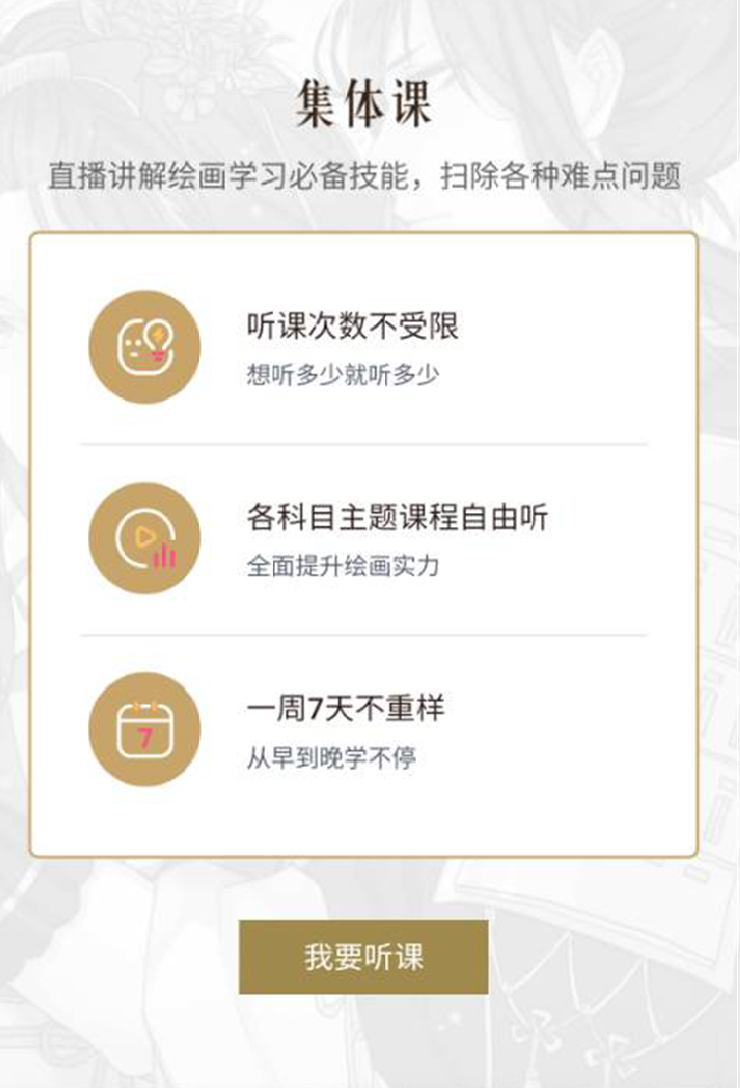 集体课
直播讲解绘画学习必备技能，扫除各种难点问题
听课次数不受限
想听多少就听多少
各科目主题课程自由听
全面提升绘画实力
7
一周7天不重样
从早到晚学不停
我要听课